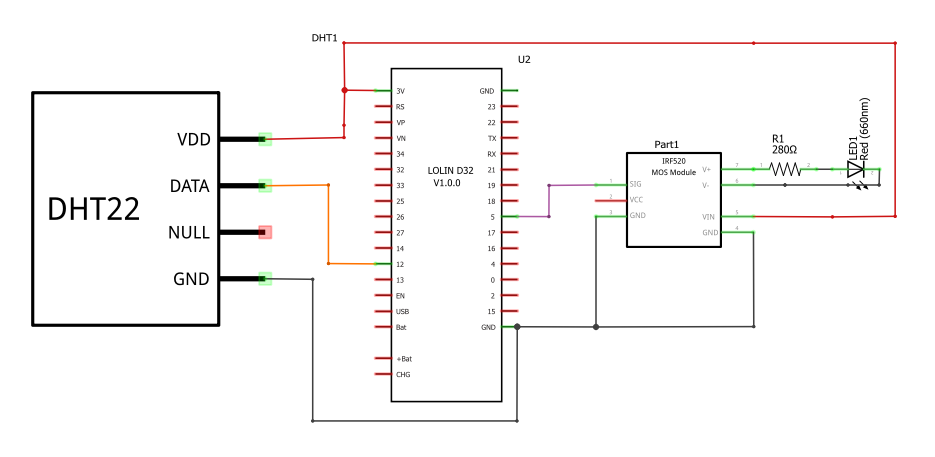 DHT1
U2
DHT22
VDD
DATA
NULL
GND
LOLIN D32
V1.0.0
3V
RS
VP
VN
34
32
33
25
26
27
14
12
13
EN
USB
Bat
+Bat
CHG
GND
23
22
TX
RX
21
19
18
5
17
16
4
0
2
15
GND
Part1
IRF520
MOS Module
SIG
VCC
GND
V+
V-
VIN
GND
1
2
3
7
6
5
4
R1
280Ω
1
2
LED1
Red (660nm)